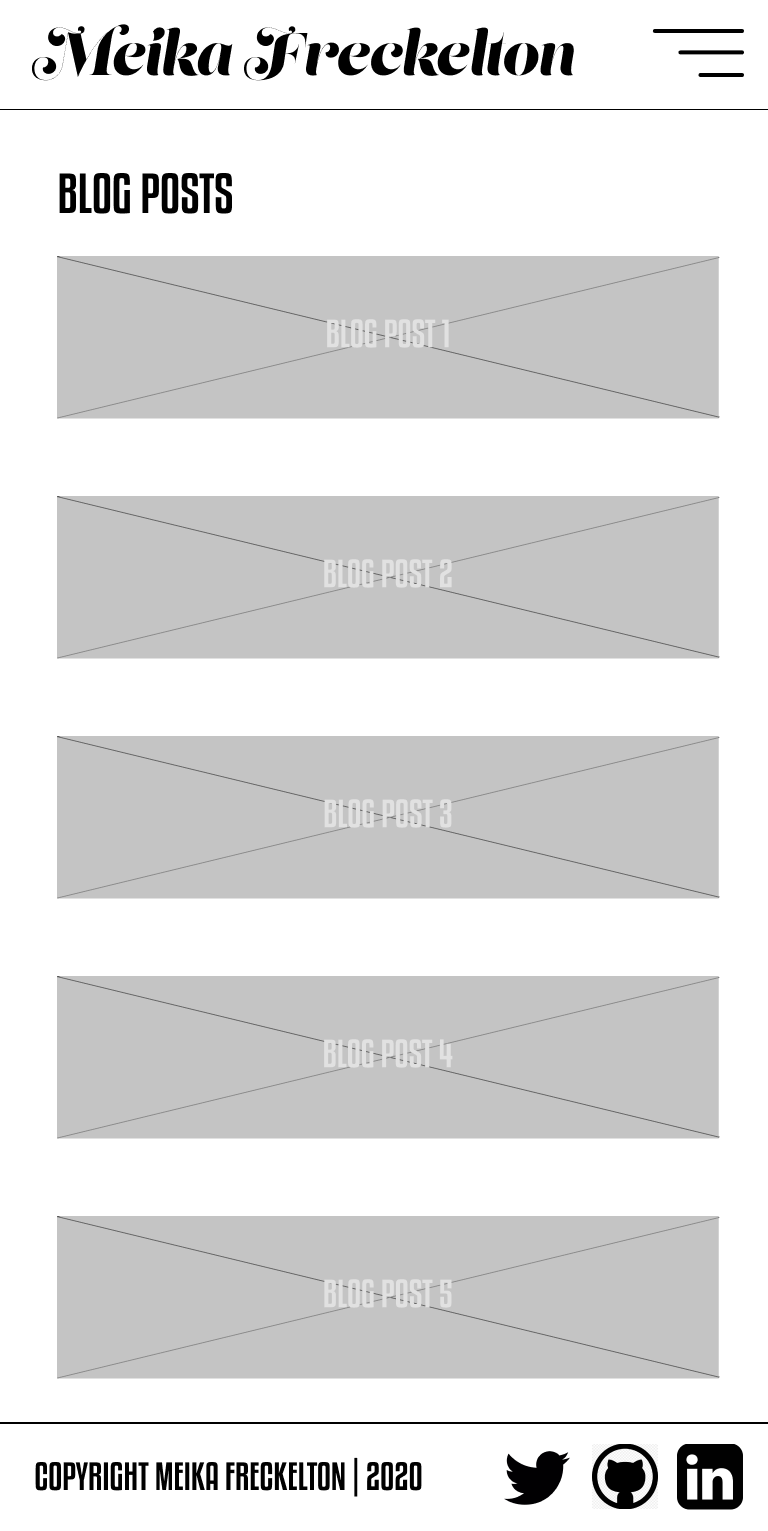 Meika Freckelton
BLOG POSTS
BLOG POST 1
BLOG POST 2
BLOG POST 3
BLOG POST 4
BLOG POST 5
COPYRIGHT MEIKA FRECKELTON | 2020
in